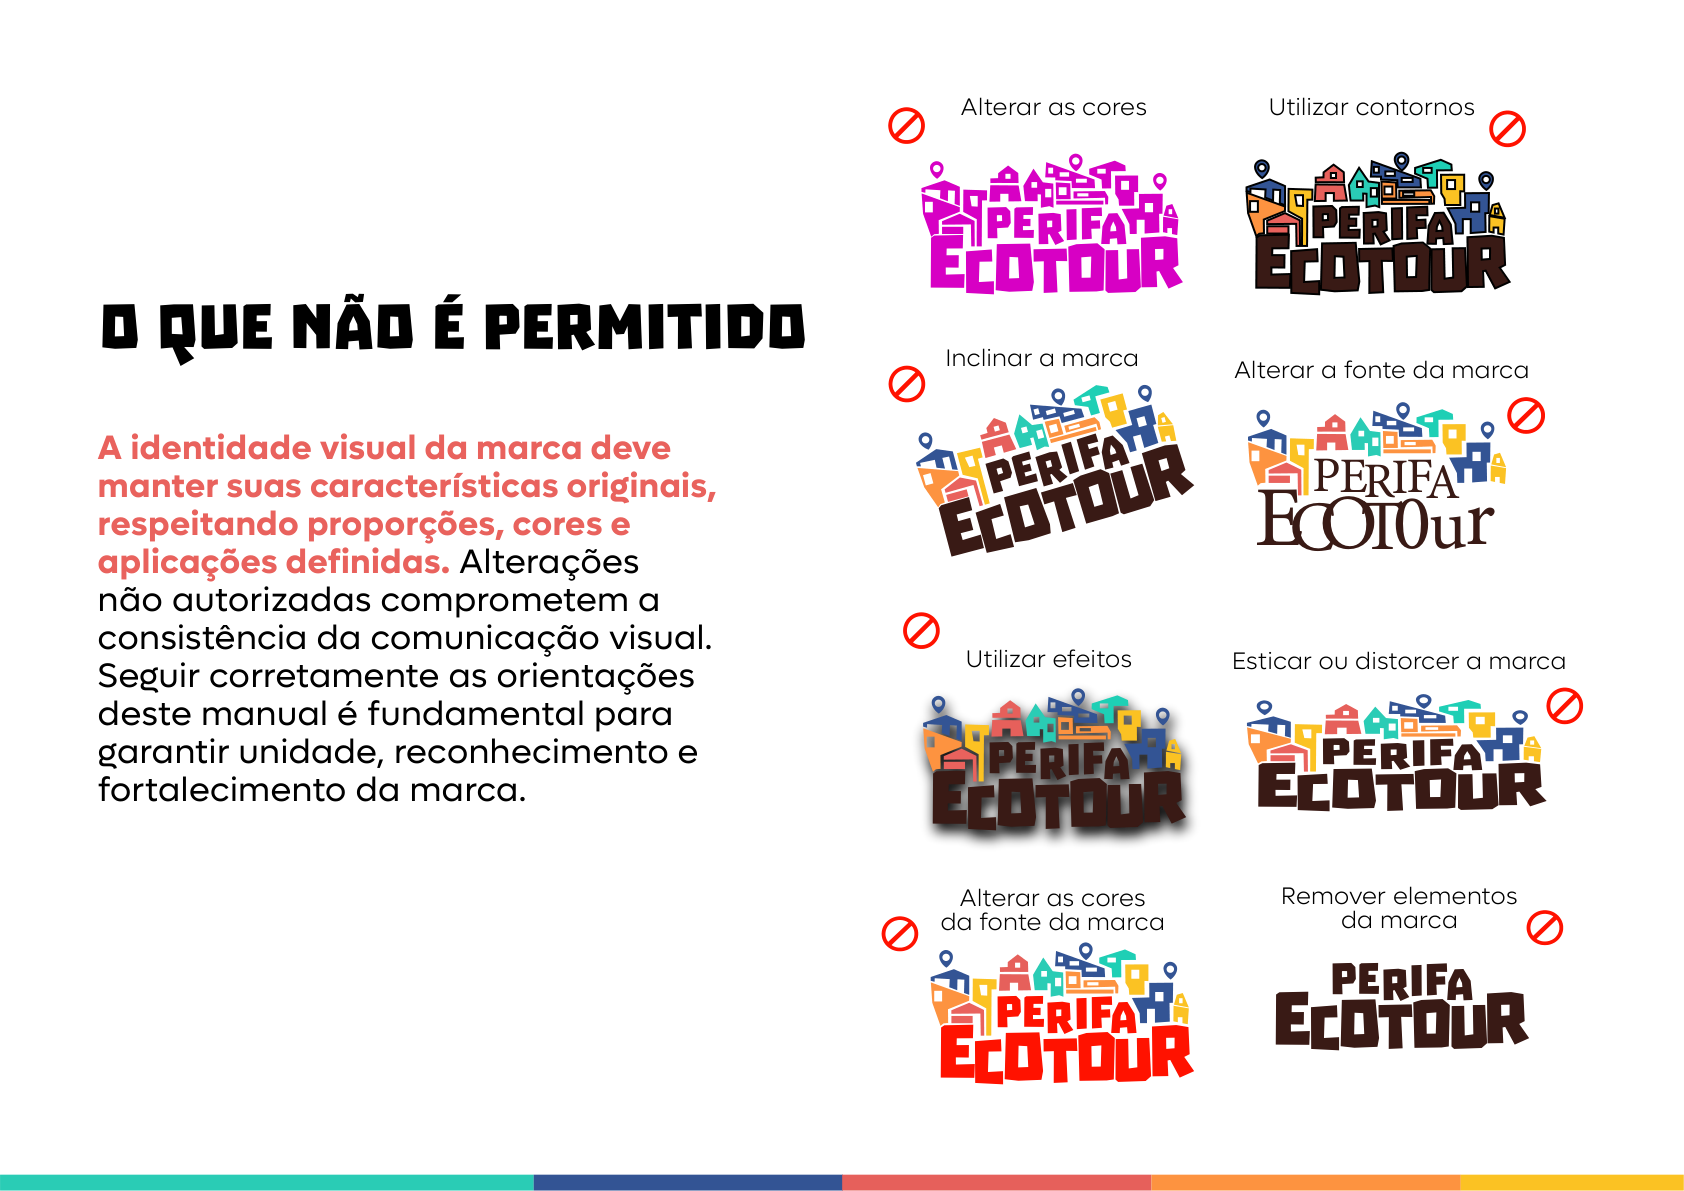 O QUE NÃO É PERMITIDO
A identidade visual da marca deve
manter suas características originais,
respeitando proporções, cores e
aplicações definidas. Alterações
não autorizadas comprometem a
consistência da comunicação visual.
Seguir corretamente as orientações
deste manual é fundamental para
garantir unidade, reconhecimento e
fortalecimento da marca.
Alterar as cores
PERIFA
ECOTOUR
Utilizar contornos
PERIFA
ECOTOUR
Inclinar a marca
PERIFA
ECOTOUR
Alterar a fonte da marca
PERIFA
ECOTOur
Utilizar efeitos
PERIFA
ECOTOUR
Esticar ou distorcer a marca
PERIFA
ECOTOUR
Alterar as cores
da fonte da marca
PERIFA
ECOTOUR
Remover elementos
da marca
PERIFA
ECOTOUR